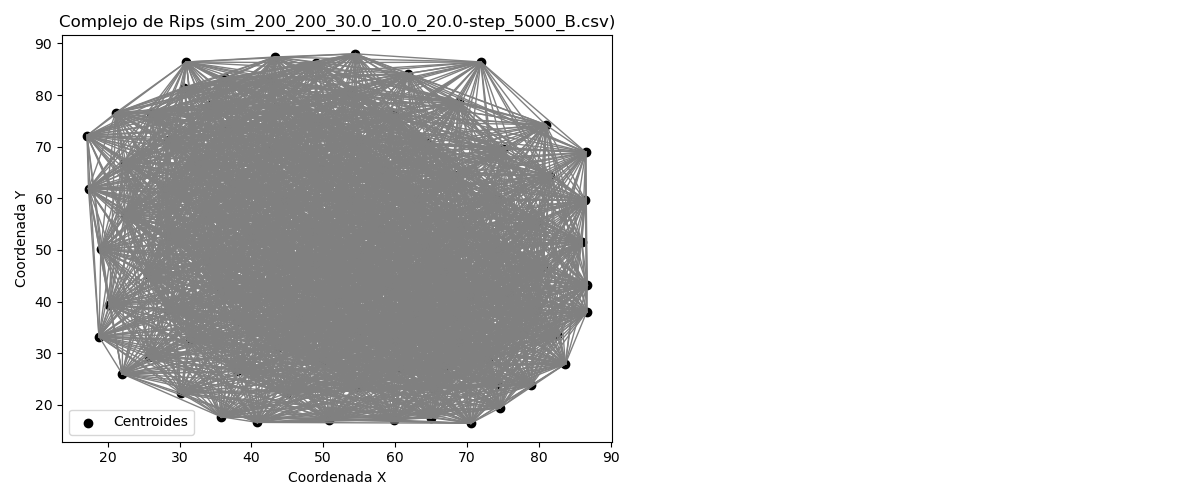 Complejo de Rips (sim_200_200_30.0_10.0_20.0-step_5000_B.csv)
90
80
70
60
50
40
30
20
Coordenada Y
Centroides
20 30 40 50 60 70 80 90
Coordenada X